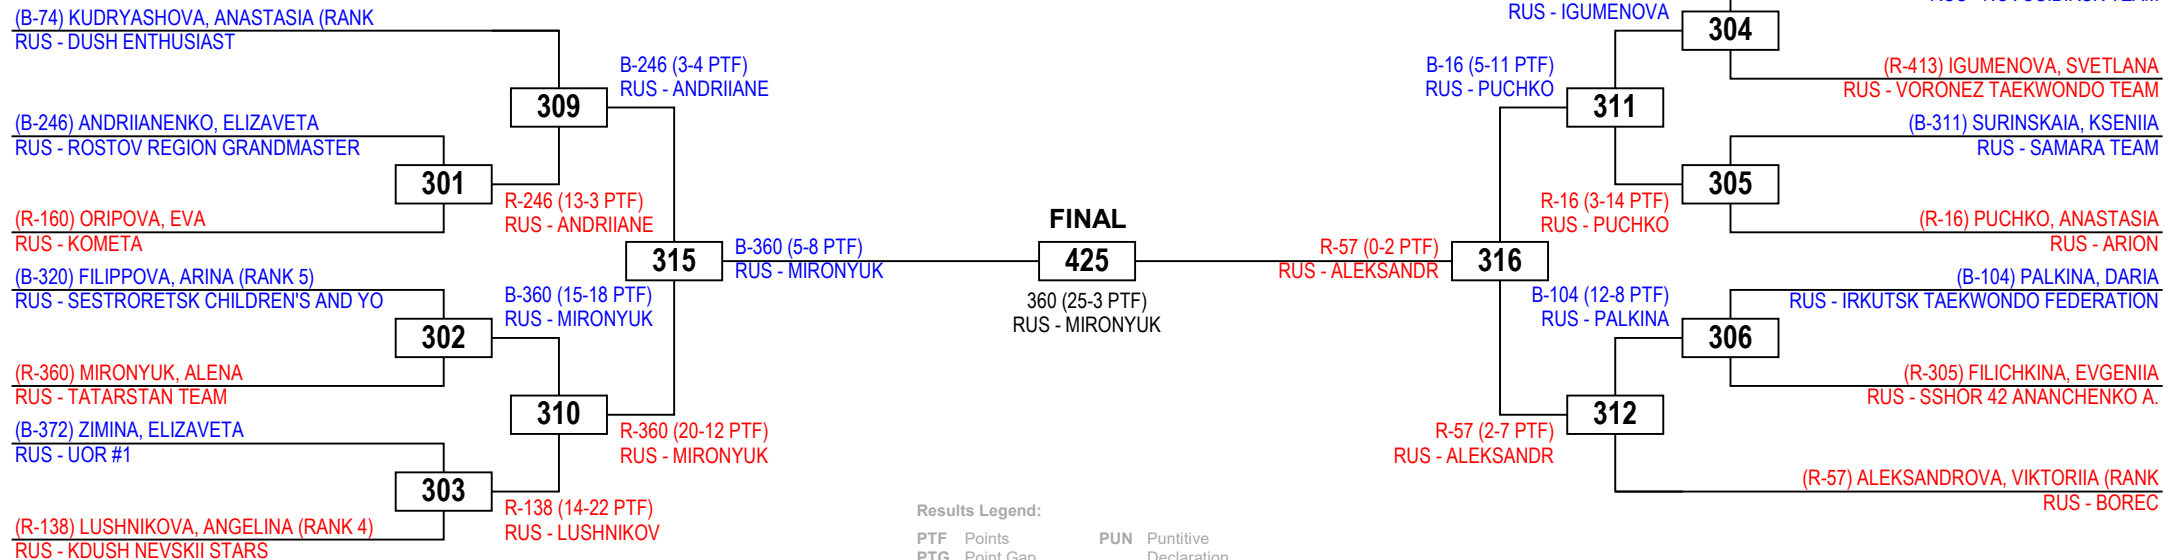 (B-74) KUDRYASHOVA, ANASTASIA (RANK
RUS - DUSH ENTHUSIAST
309
B-246 (3-4 PTF)
RUS - ANDRIIANE
(B-246) ANDRIIANENKO, ELIZAVETA
RUS - ROSTOV REGION GRANDMASTER
301
R-246 (13-3 PTF)
RUS - ANDRIIANE
(R-160) ORIPOVA, EVA
RUS - KOMETA
315
B-360 (5-8 PTF)
RUS - MIRONYUK
(B-320) FILIPPOVA, ARINA (RANK 5)
RUS - SESTRORETSK CHILDREN'S AND YO
302
B-360 (15-18 PTF)
RUS - MIRONYUK
(R-360) MIRONYUK, ALENA
RUS - TATARSTAN TEAM
310
R-360 (20-12 PTF)
RUS - MIRONYUK
(B-372) ZIMINA, ELIZAVETA
RUS - UOR #1
303
R-138 (14-22 PTF)
RUS - LUSHNIKOV
(R-138) LUSHNIKOVA, ANGELINA (RANK 4)
RUS - KDUSH NEVSKII STARS
FINAL
425
360 (25-3 PTF)
RUS - MIRONYUK
RUS - IGUMENOVA
304
(R-413) IGUMENOVA, SVETLANA
RUS - VORONEZ TAEKWONDO TEAM
B-16 (5-11 PTF)
RUS - PUCHKO
311
(B-311) SURINSKAIA, KSENIIA
RUS - SAMARA TEAM
305
R-16 (3-14 PTF)
RUS - PUCHKO
(R-16) PUCHKO, ANASTASIA
RUS - ARION
R-57 (0-2 PTF)
RUS - ALEKSANDR
316
(B-104) PALKINA, DARIA
RUS - IRKUTSK TAEKWONDO FEDERATION
B-104 (12-8 PTF)
RUS - PALKINA
306
(R-305) FILICHKINA, EVGENIIA
RUS - SSHOR 42 ANANCHENKO A.
312
R-57 (2-7 PTF)
RUS - ALEKSANDR
(R-57) ALEKSANDROVA, VIKTORIIA (RANK
RUS - BOREC
Results Legend:
PTF Points PUN Puntitive
PTG Point Gap Declaration